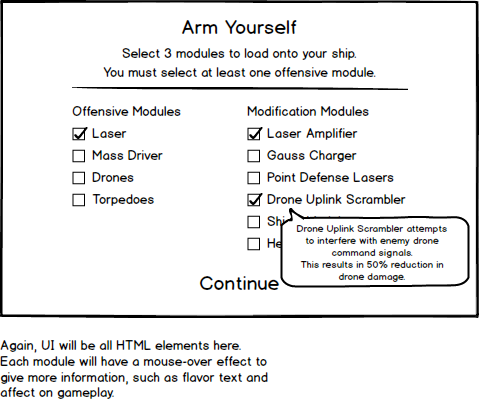 Arm Yourself
Select 3 modules to load onto your ship.
You must select at least one offensive module.
Offensive Modules
Laser
Mass Driver
Drones
Torpedoes
Modification Modules
Laser Amplifier
Gauss Charger
Point Defense Lasers
Drone Uplink Scrambler
Drone Uplink Scrambler attempts
to interfere with enemy drone
command signals.
This results in 50% reduction in
drone damage.
Continue
Again, UI will be all HTML elements here.
Each module will have a mouse-over effect to
give more information, such as flavor text and
affect on gameplay.